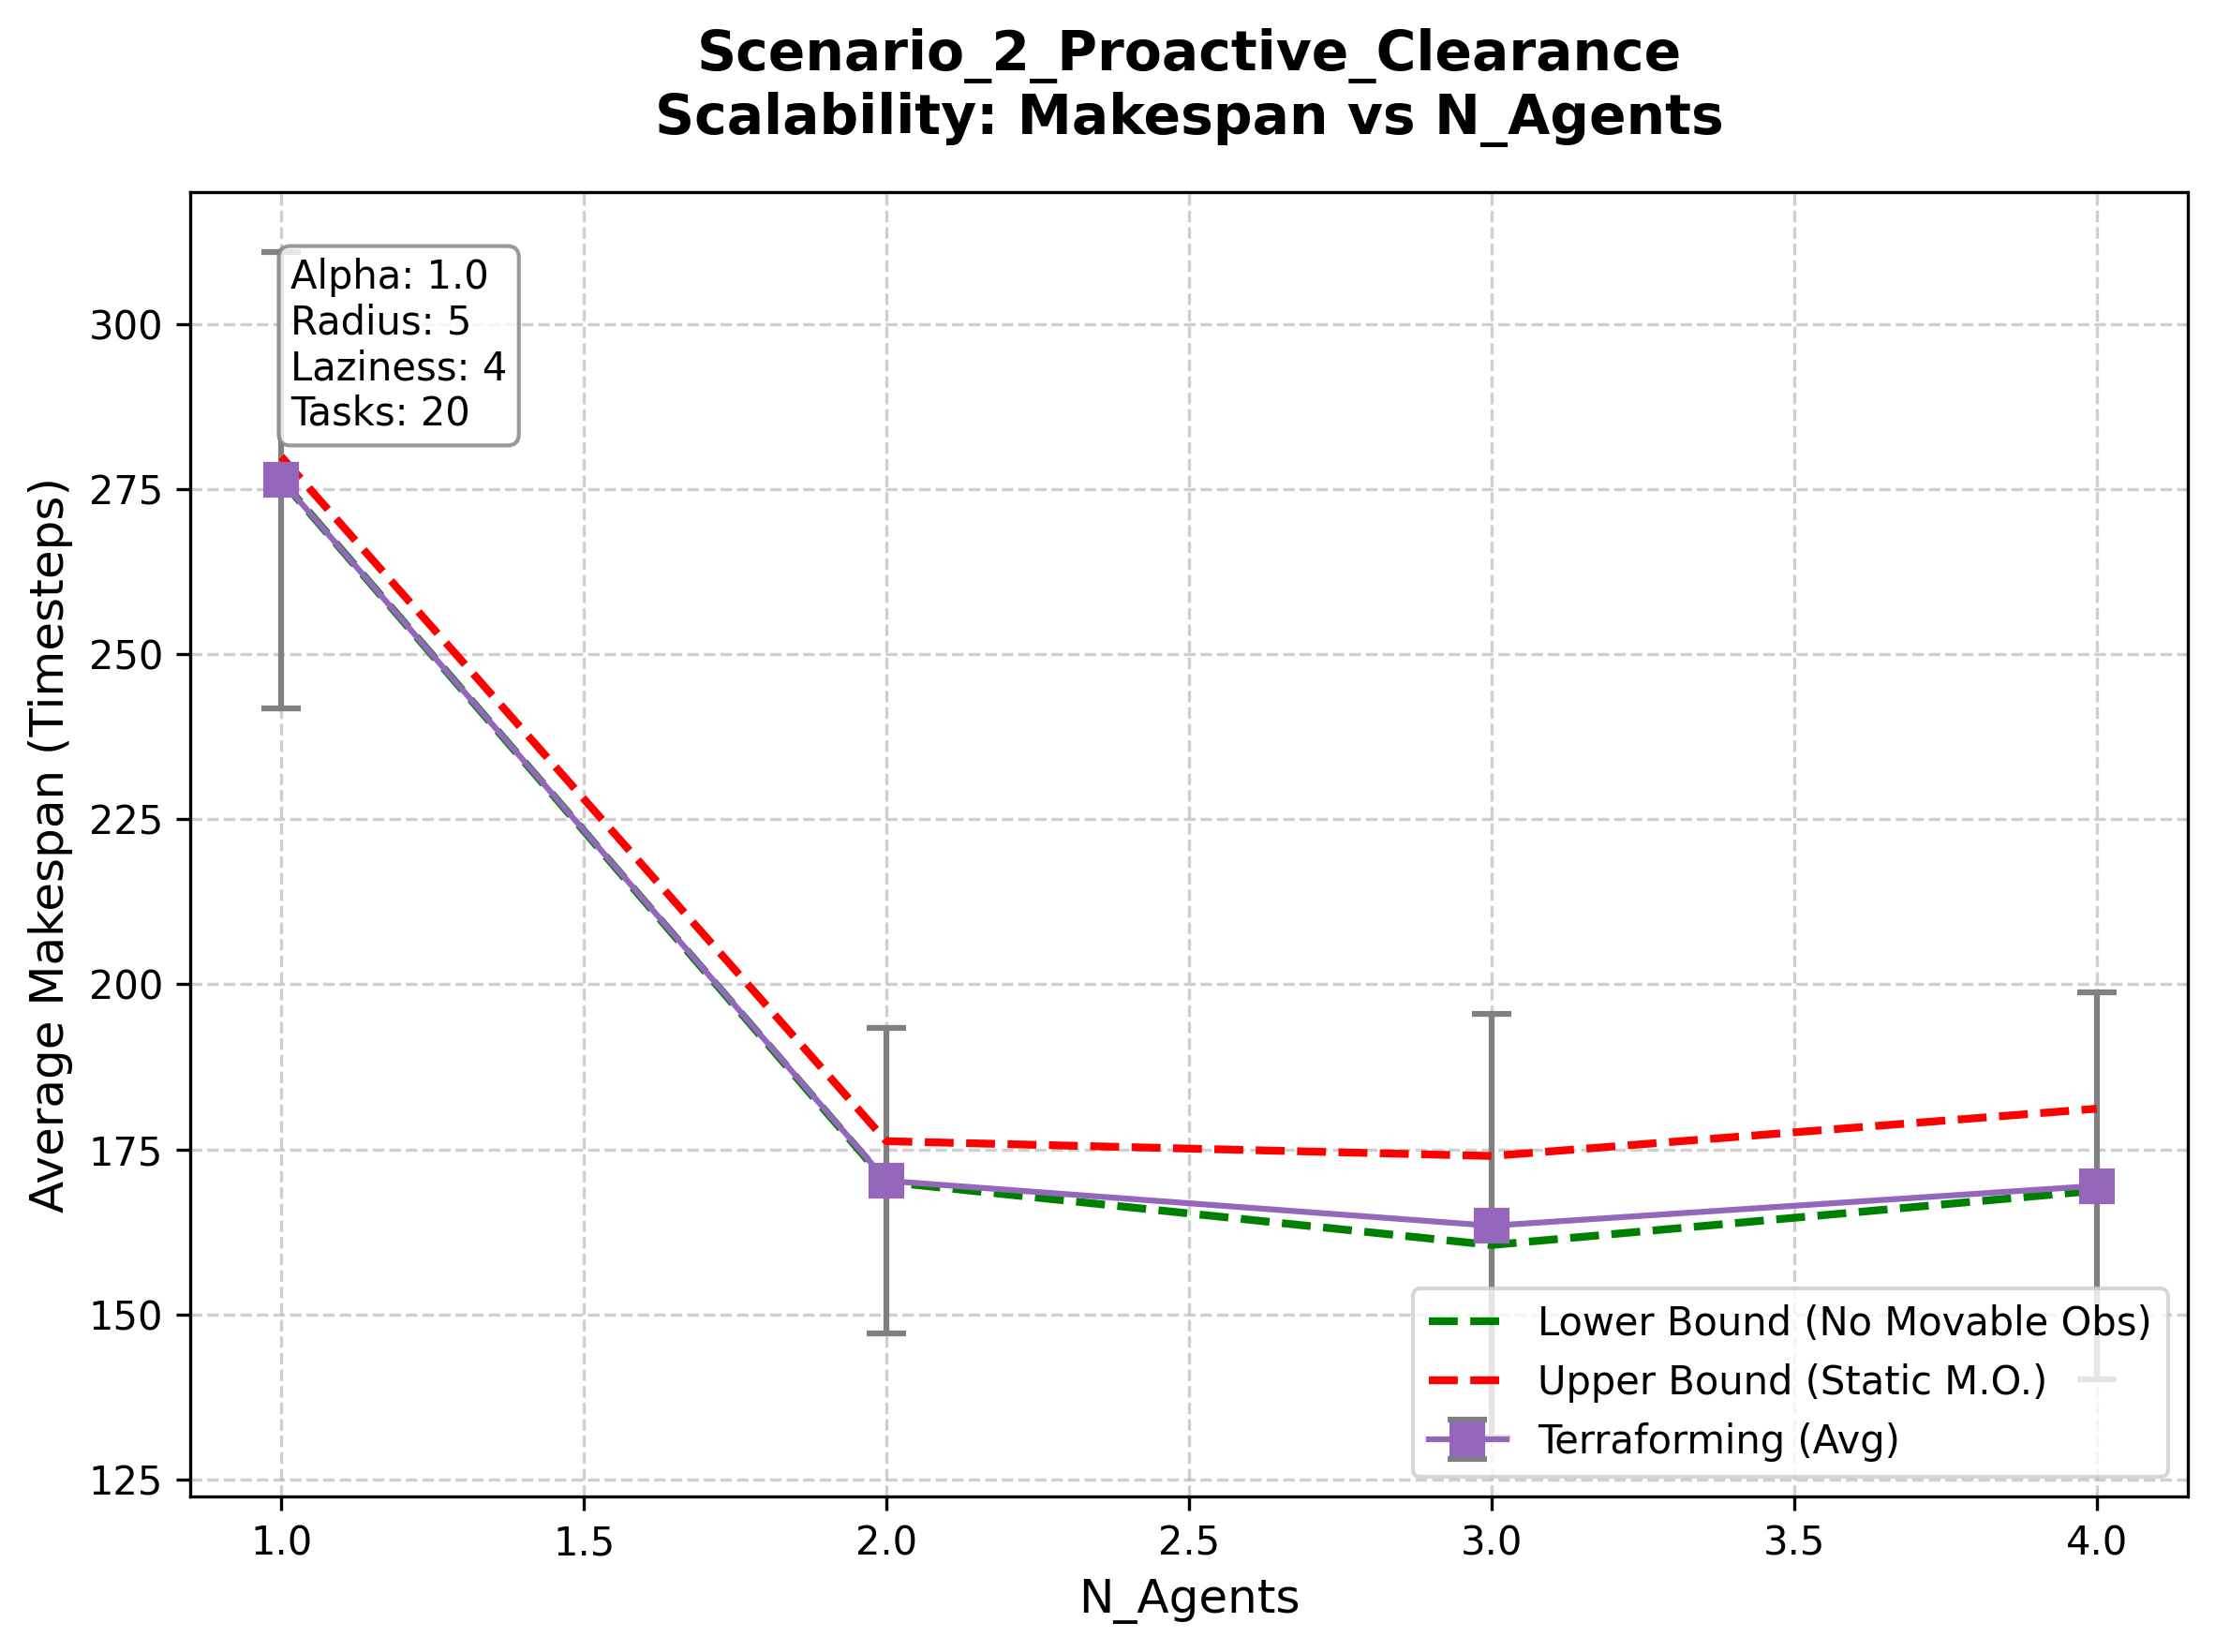 Scenario_2_Proactive_Clearance
Scalability: Makespan vs N_Agents
Alpha: 1.0
Radius: 5
Laziness: 4
Tasks: 20
Average Makespan (Timesteps)
300
275
250
225
200
175
150
125
Lower Bound (No Movable Obs)
Upper Bound (Static M.O.)
Terraforming (Avg)
1.0 1.5 2.0 2.5 3.0 3.5 4.0
N_Agents